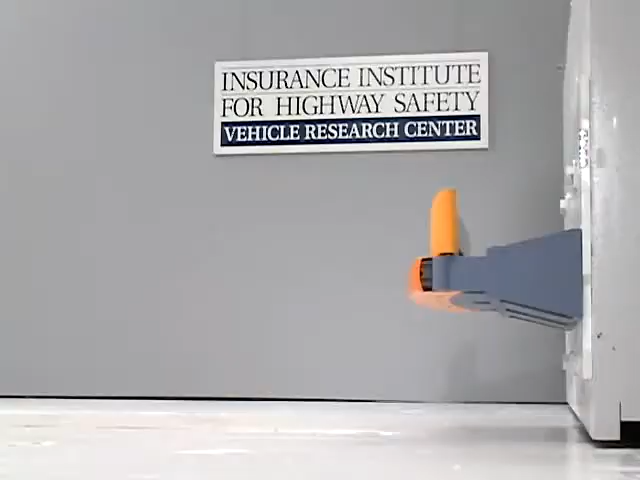 INSURANCE INSTITUTE
FOR HIGHWAY SAFETY
VEHICLE RESEARCH CENTER